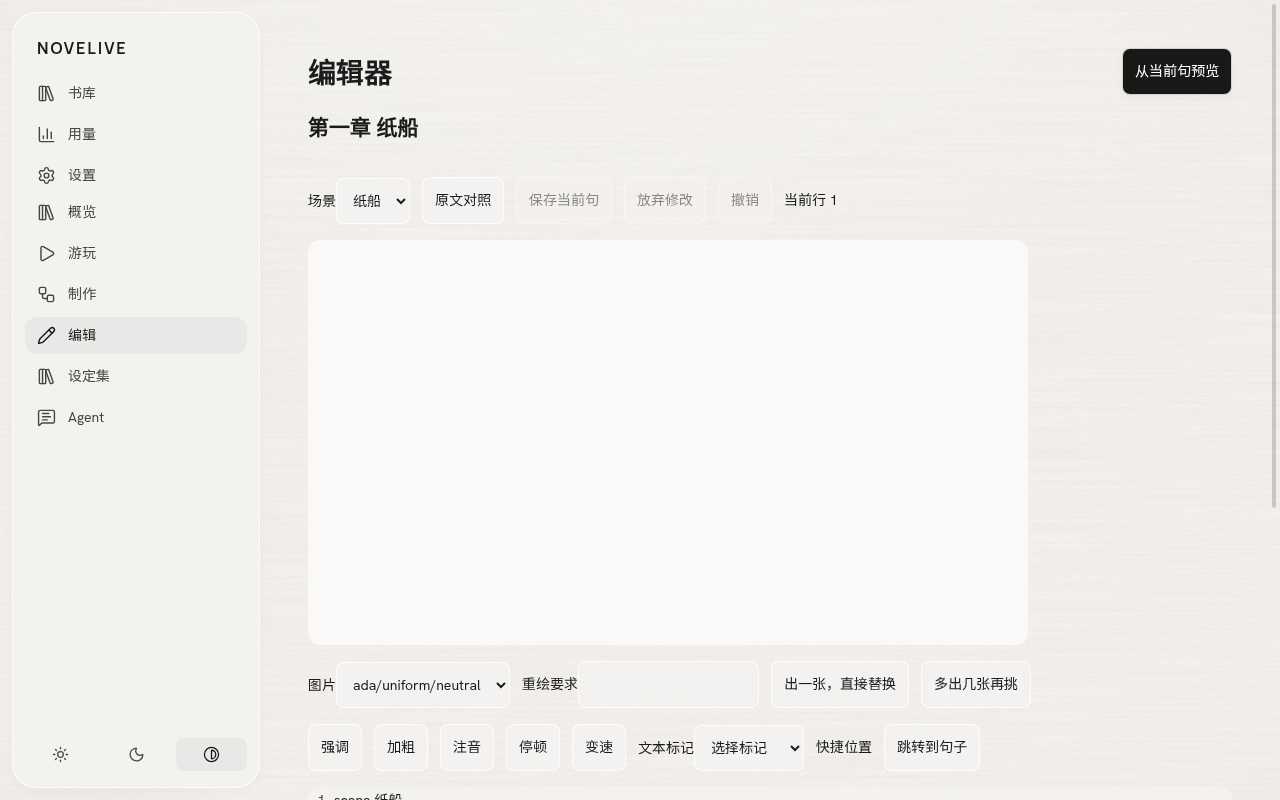 NOVELIVE
书库
用量
设置
概览
游玩
制作
编辑
设定集
Agent
编辑器
从当前句预览
第一章 纸船
场景 纸船 原文对照 保存当前句 放弃修改 撤销 当前行 1
图片 ada/uniform/neutral 重绘要求 出一张，直接替换 多出几张再挑
强调 加粗 注音 停顿 变速 文本标记 选择标记 快捷位置 跳转到句子
1 scene 纸船